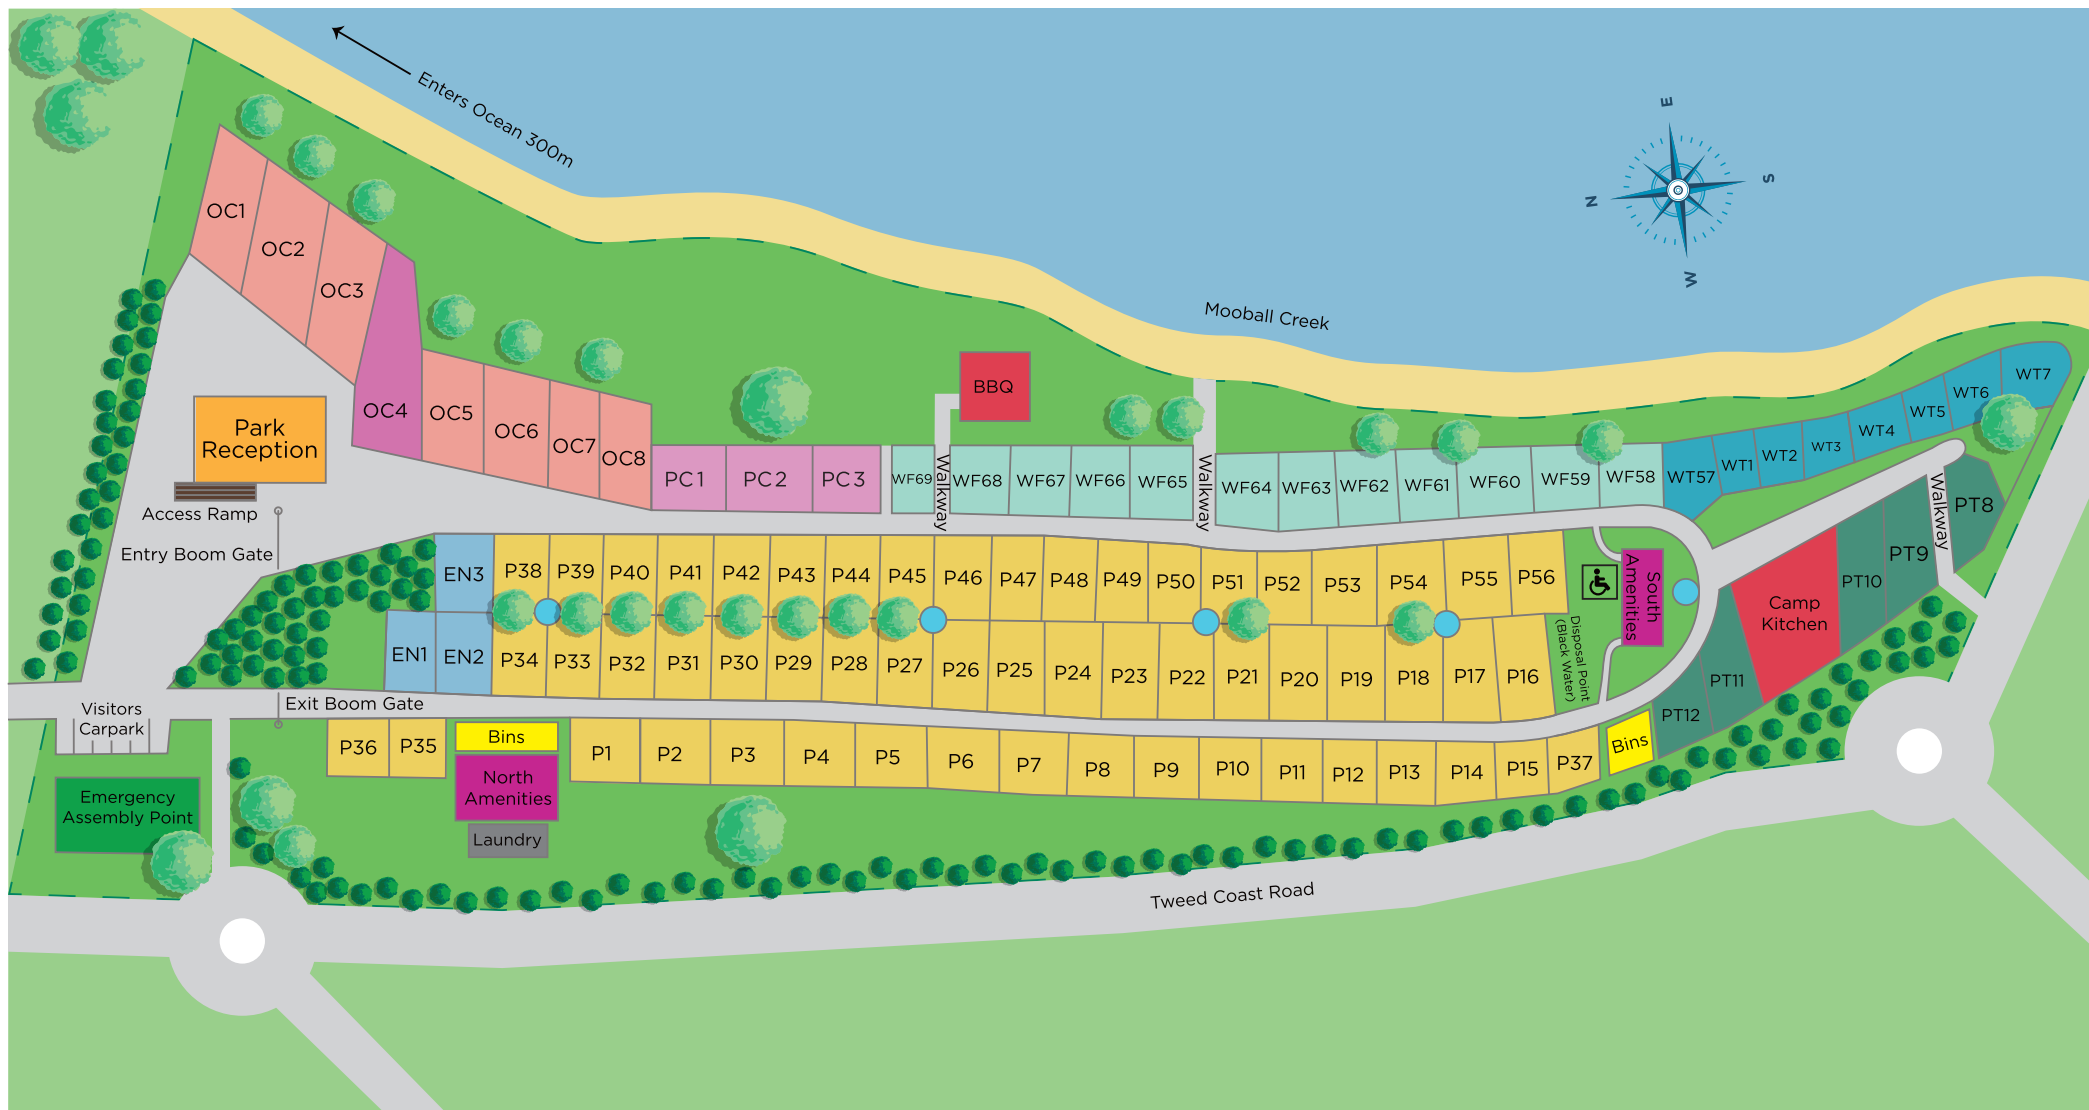 Enters Ocean 300m
E
N
S
W
OC1
OC2
OC3
OC4
OC5
OC6
OC7
OC8
Mooball Creek
BBQ
WT7
WT6
WT5
WT4
WT3
WT2
WT1
WT57
Park
Reception
Access Ramp
Entry Boom Gate
PC1
PC2
PC3
WF69
Walkway
WF68
WF67
WF66
WF65
Walkway
WF64
WF63
WF62
WF61
WF60
WF59
WF58
PT8
Walkway
PT9
PT10
Camp
Kitchen
PT11
PT12
EN3
P38
P39
P40
P41
P42
P43
P44
P45
P46
P47
P48
P49
P50
P51
P52
P53
P54
P55
P56
South
Amenities
Disposal Point
(Black Water)
EN1
EN2
P34
P33
P32
P31
P30
P29
P28
P27
P26
P25
P24
P23
P22
P21
P20
P19
P18
P17
P16
Visitors
Carpark
Exit Boom Gate
P36
P35
Bins
P1
P2
P3
P4
P5
P6
P7
P8
P9
P10
P11
P12
P13
P14
P15
P37
Bins
North
Amenities
Laundry
Emergency
Assembly Point
Tweed Coast Road